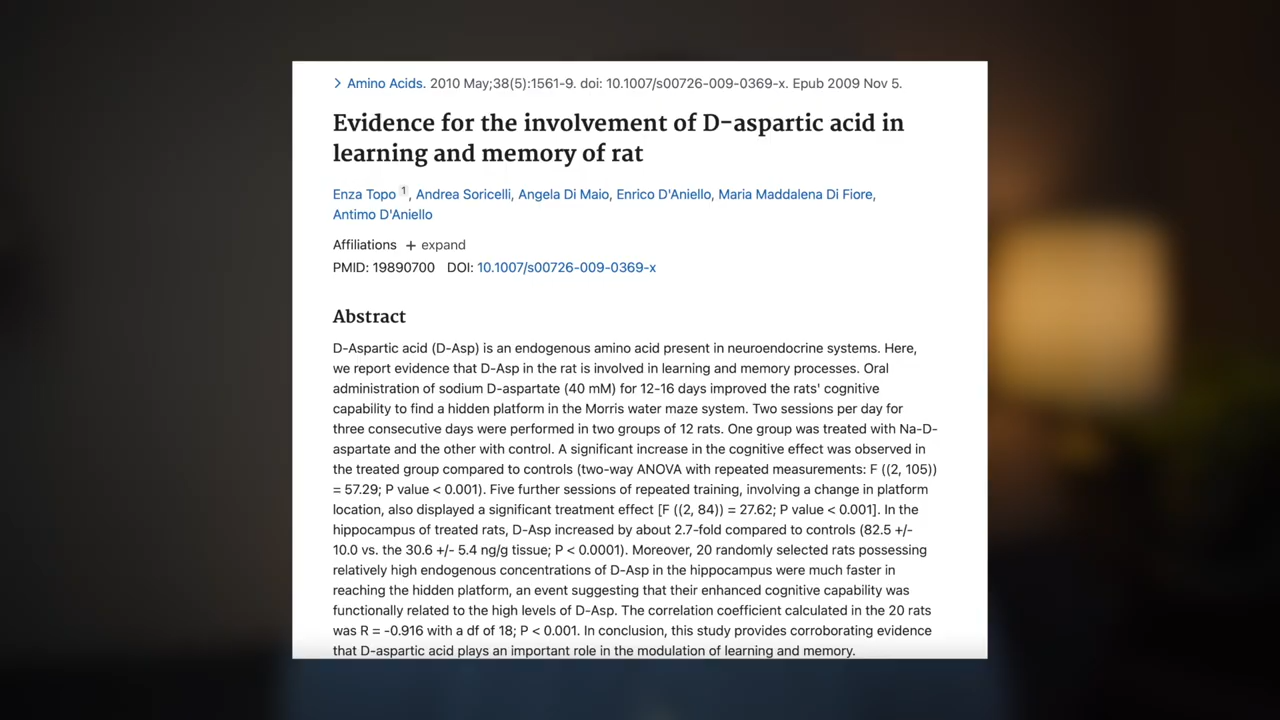 > Amino Acids. 2010 May;38(5):1561-9. doi: 10.1007/s00726-009-0369-x. Epub 2009 Nov 5.
Evidence for the involvement of D-aspartic acid in
learning and memory of rat
Enza Topo 1, Andrea Soricelli, Angela Di Maio, Enrico D'Aniello, Maria Maddalena Di Fiore,
Antimo D'Aniello
Affiliations + expand
PMID: 19890700 DOI: 10.1007/s00726-009-0369-x
Abstract
D-Aspartic acid (D-Asp) is an endogenous amino acid present in neuroendocrine systems. Here,
we report evidence that D-Asp in the rat is involved in learning and memory processes. Oral
administration of sodium D-aspartate (40 mM) for 12-16 days improved the rats' cognitive
capability to find a hidden platform in the Morris water maze system. Two sessions per day for
three consecutive days were performed in two groups of 12 rats. One group was treated with Na-D-
aspartate and the other with control. A significant increase in the cognitive effect was observed in
the treated group compared to controls (two-way ANOVA with repeated measurements: F ((2, 105))
= 57.29; P value < 0.001). Five further sessions of repeated training, involving a change in platform
location, also displayed a significant treatment effect [F ((2, 84)) = 27.62; P value < 0.001]. In the
hippocampus of treated rats, D-Asp increased by about 2.7-fold compared to controls (82.5 +/-
10.0 vs. the 30.6 +/- 5.4 ng/g tissue; P < 0.0001). Moreover, 20 randomly selected rats possessing
relatively high endogenous concentrations of D-Asp in the hippocampus were much faster in
reaching the hidden platform, an event suggesting that their enhanced cognitive capability was
functionally related to the high levels of D-Asp. The correlation coefficient calculated in the 20 rats
was R = -0.916 with a df of 18; P < 0.001. In conclusion, this study provides corroborating evidence
that D-aspartic acid plays an important role in the modulation of learning and memory.